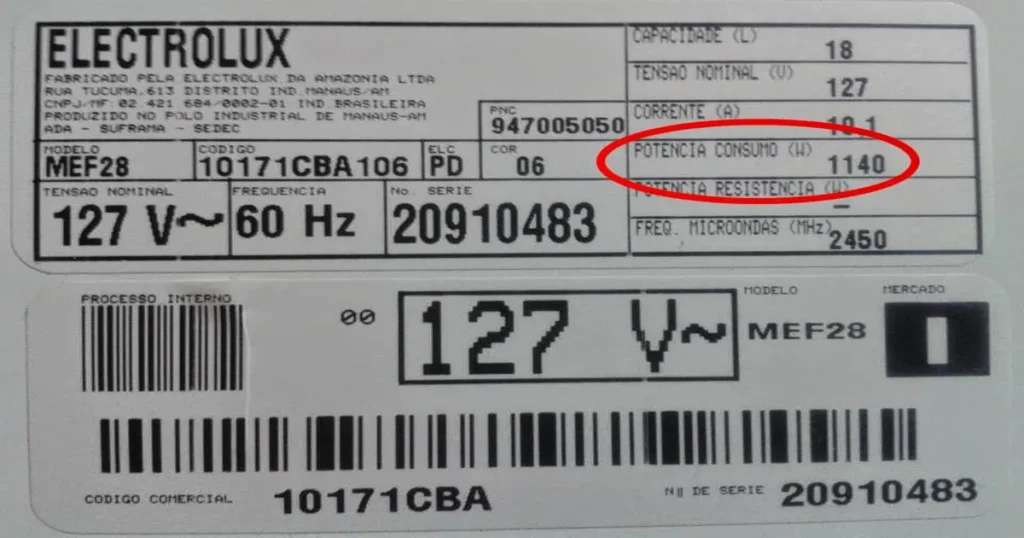 ELECTROLUX
FABRICADO PELA ELECTROLUX DA AMAZONIA LTDA
RUA TUCUMA.613 DISTRITO IND.MANAUS/AM
CNPJ/MF:02.421 684/0002-01 IND.BRASILEIRA
PRODUZIDO NO POLO INDUSTRIAL DE MANAUS-AM
ADA - SUFRAMA - SEDEC
PNC
947005050
MODELO
MEF28
CODIGO
10171CBA106
ELC
PD
COR
06
TENSAO NOMINAL
127 V~
FREQUENCIA
60 Hz
No. SERIE
20910483
CAPACIDADE (L)
18
TENSAO NOMINAL (V)
127
CORRENTE (A)
10,1
POTENCIA CONSUMO (W)
1140
POTENCIA RESISTENCIA (W)
—
FREQ. MICROONDAS (MHz)
2450
PROCESSO INTERNO
00
127 V~
MODELO
MEF28
MERCADO
I
CODIGO COMERCIAL 10171CBA
Nº DE SERIE 20910483